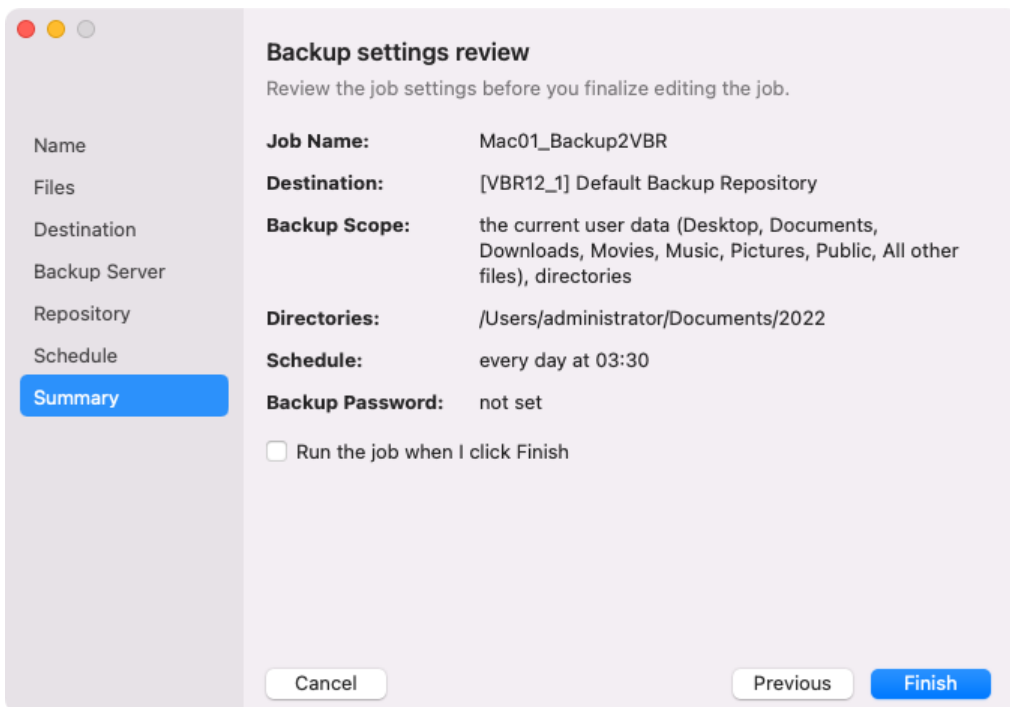 Name
Files
Destination
Backup Server
Repository
Schedule
Summary
Backup settings review
Review the job settings before you finalize editing the job.
Job Name: Mac01_Backup2VBR
Destination: [VBR12_1] Default Backup Repository
Backup Scope: the current user data (Desktop, Documents,
Downloads, Movies, Music, Pictures, Public, All other
files), directories
Directories: /Users/administrator/Documents/2022
Schedule: every day at 03:30
Backup Password: not set
Run the job when I click Finish
Cancel Previous Finish